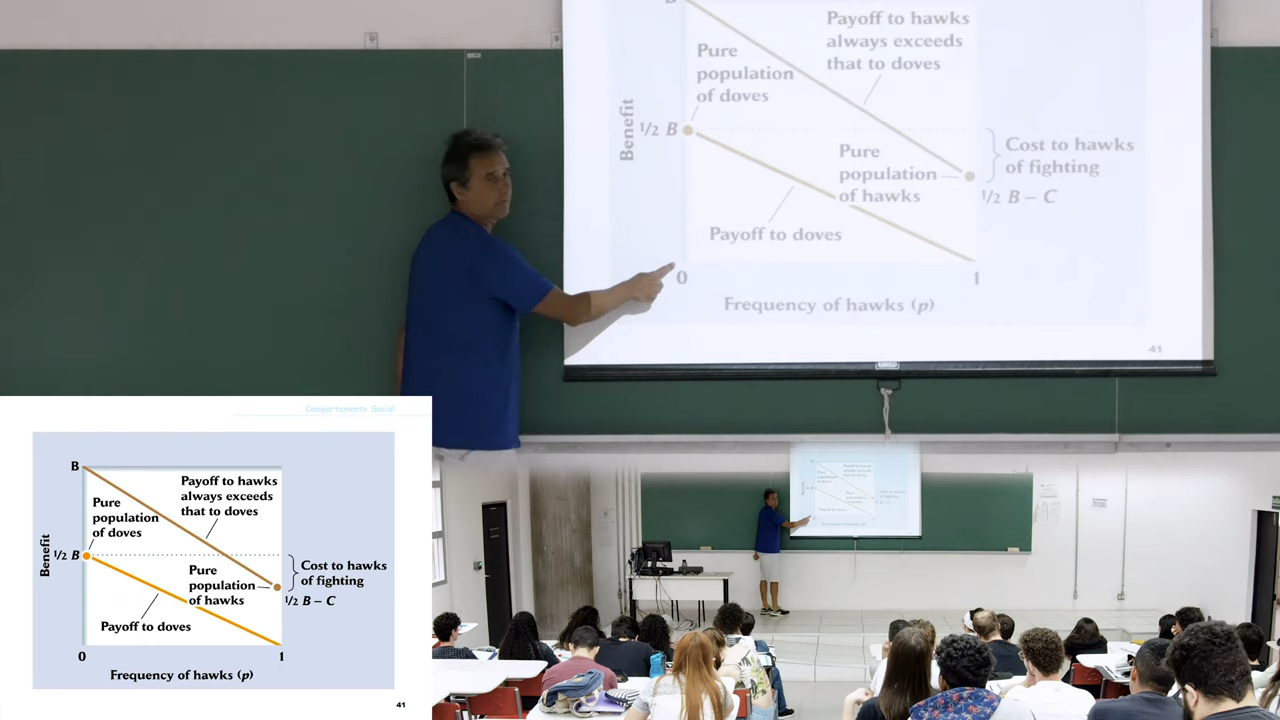 B
Payoff to hawks
always exceeds
that to doves
Pure
population
of doves
Benefit
1/2 B
Pure
population
of hawks
Cost to hawks
of fighting
1/2 B – C
Payoff to doves
0
1
Frequency of hawks (p)
41
Comportamento Social
B
Payoff to hawks
always exceeds
that to doves
Pure
population
of doves
Benefit
1/2 B
Pure
population
of hawks
Cost to hawks
of fighting
1/2 B – C
Payoff to doves
0
1
Frequency of hawks (p)
41